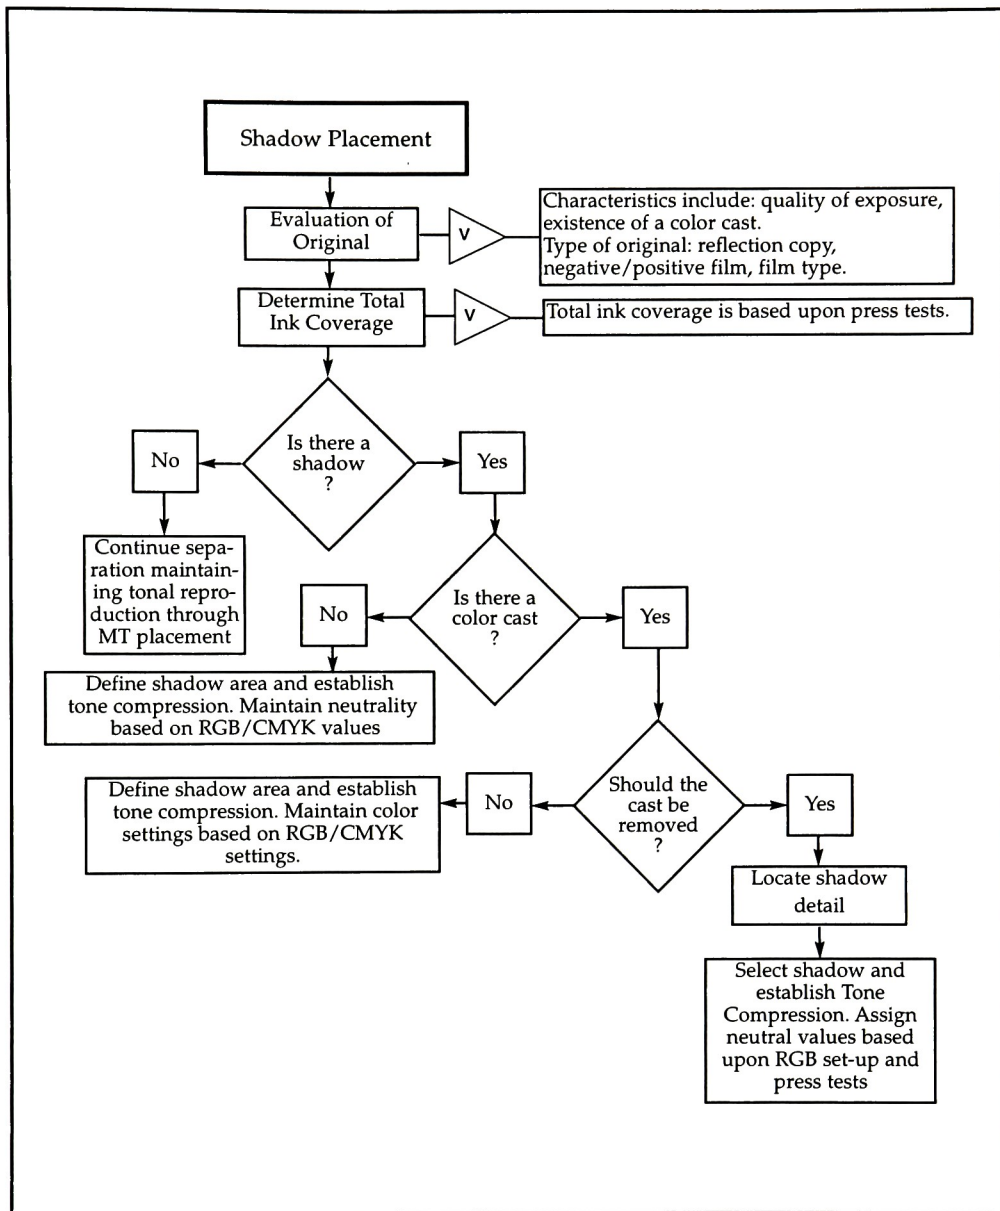 Shadow Placement
Evaluation of
Original
V
Characteristics include: quality of exposure,
existence of a color cast.
Type of original: reflection copy,
negative/positive film, film type.
Determine Total
Ink Coverage
V
Total ink coverage is based upon press tests.
Is there a
shadow
?
No
Yes
Continue sepa-
ration maintain-
ing tonal repro-
duction through
MT placement
Is there a
color cast
?
No
Yes
Define shadow area and establish
tone compression. Maintain neutrality
based on RGB/CMYK values
Should the
cast be
removed
?
No
Yes
Define shadow area and establish
tone compression. Maintain color
settings based on RGB/CMYK
settings.
Locate shadow
detail
Select shadow and
establish Tone
Compression. Assign
neutral values based
upon RGB set-up and
press tests